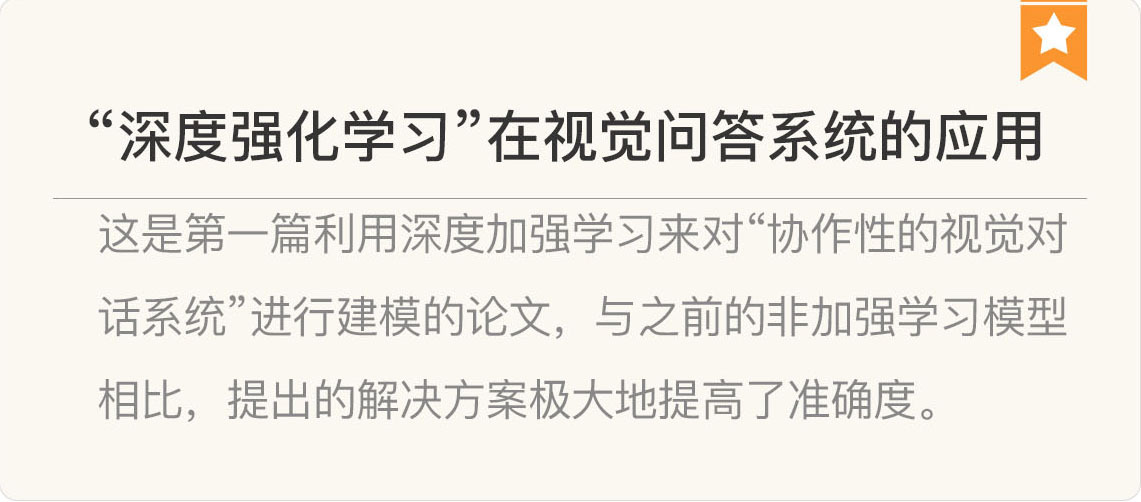 “深度强化学习”在视觉问答系统的应用
这是第一篇利用深度加强学习来对“协作性的视觉对
话系统”进行建模的论文，与之前的非加强学习模型
相比，提出的解决方案极大地提高了准确度。